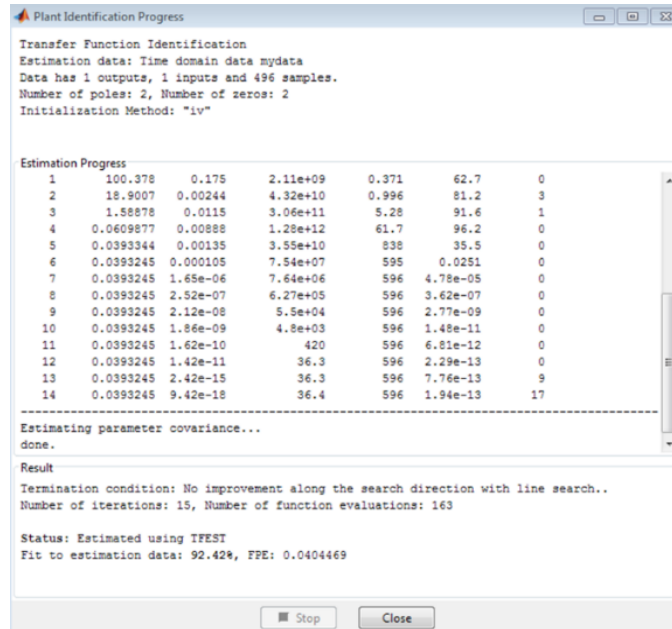 Plant Identification Progress
Transfer Function Identification
Estimation data: Time domain data mydata
Data has 1 outputs, 1 inputs and 496 samples.
Number of poles: 2, Number of zeros: 2
Initialization Method: "iv"
Estimation Progress
1 100.378 0.175 2.11e+09 0.371 62.7 0
2 18.9007 0.00244 4.32e+10 0.996 81.2 3
3 1.58878 0.0115 3.06e+11 5.28 91.6 1
4 0.0609877 0.00888 1.28e+12 61.7 96.2 0
5 0.0393344 0.00135 3.55e+10 838 35.5 0
6 0.0393245 0.000105 7.54e+07 595 0.0251 0
7 0.0393245 1.65e-06 7.64e+06 596 4.78e-05 0
8 0.0393245 2.52e-07 6.27e+05 596 3.62e-07 0
9 0.0393245 2.12e-08 5.5e+04 596 2.77e-09 0
10 0.0393245 1.86e-09 4.8e+03 596 1.48e-11 0
11 0.0393245 1.62e-10 420 596 6.81e-12 0
12 0.0393245 1.42e-11 36.3 596 2.29e-13 0
13 0.0393245 2.42e-15 36.3 596 7.76e-13 9
14 0.0393245 9.42e-18 36.4 596 1.94e-13 17
Estimating parameter covariance...
done.
Result
Termination condition: No improvement along the search direction with line search..
Number of iterations: 15, Number of function evaluations: 163
Status: Estimated using TFEST
Fit to estimation data: 92.42%, FPE: 0.0404469
Stop Close